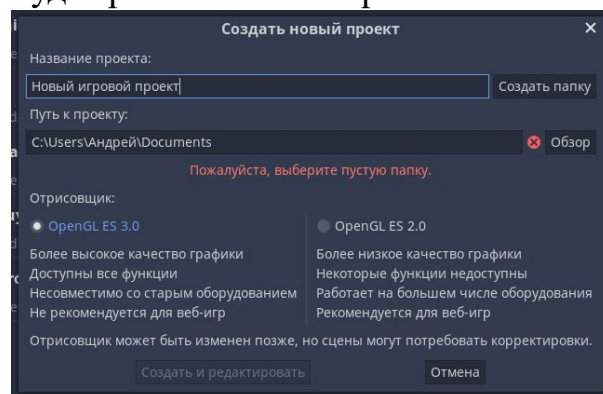 Создать новый проект
Название проекта:
Новый игровой проект Создать папку
Путь к проекту:
C:\Users\Андрей\Documents Обзор
Пожалуйста, выберите пустую папку.
Отрисовщик:
OpenGL ES 3.0 OpenGL ES 2.0
Более высокое качество графики Более низкое качество графики
Доступны все функции Некоторые функции недоступны
Несовместимо со старым оборудованием Работает на большем числе оборудования
Не рекомендуется для веб-игр Рекомендуется для веб-игр
Отрисовщик может быть изменен позже, но сцены могут потребовать корректировки.
Создать и редактировать Отмена